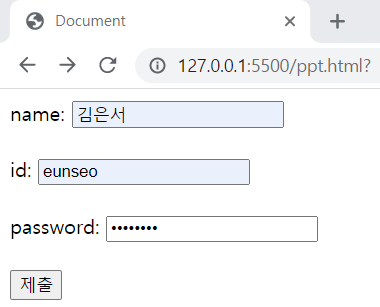 Document
127.0.0.1:5500/ppt.html?
name: 김은서
id: eunseo
password: ••••••••
제출